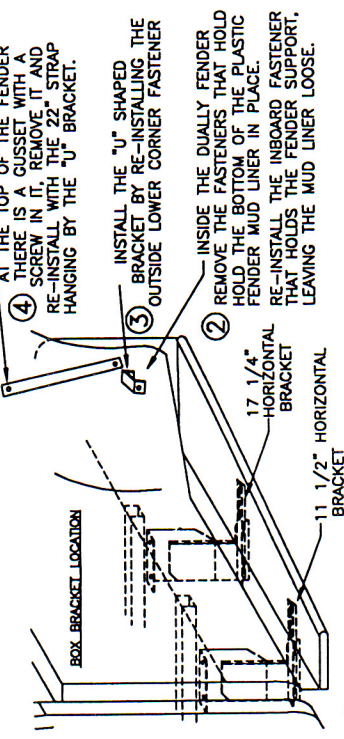 AT THE TOP OF THE FENDER
④ THERE IS A GUSSET WITH A
SCREW IN IT, REMOVE IT AND
RE-INSTALL WITH THE 22" STRAP
HANGING BY THE "U" BRACKET.
INSTALL THE "U" SHAPED
③ BRACKET BY RE-INSTALLING THE
OUTSIDE LOWER CORNER FASTENER
INSIDE THE DUALLY FENDER
② REMOVE THE FASTENERS THAT HOLD
HOLD THE BOTTOM OF THE PLASTIC
FENDER MUD LINER IN PLACE.
RE-INSTALL THE INBOARD FASTENER
THAT HOLDS THE FENDER SUPPORT,
LEAVING THE MUD LINER LOOSE.
BOX BRACKET LOCATION
17 1/4"
HORIZONTAL
BRACKET
11 1/2" HORIZONTAL
BRACKET